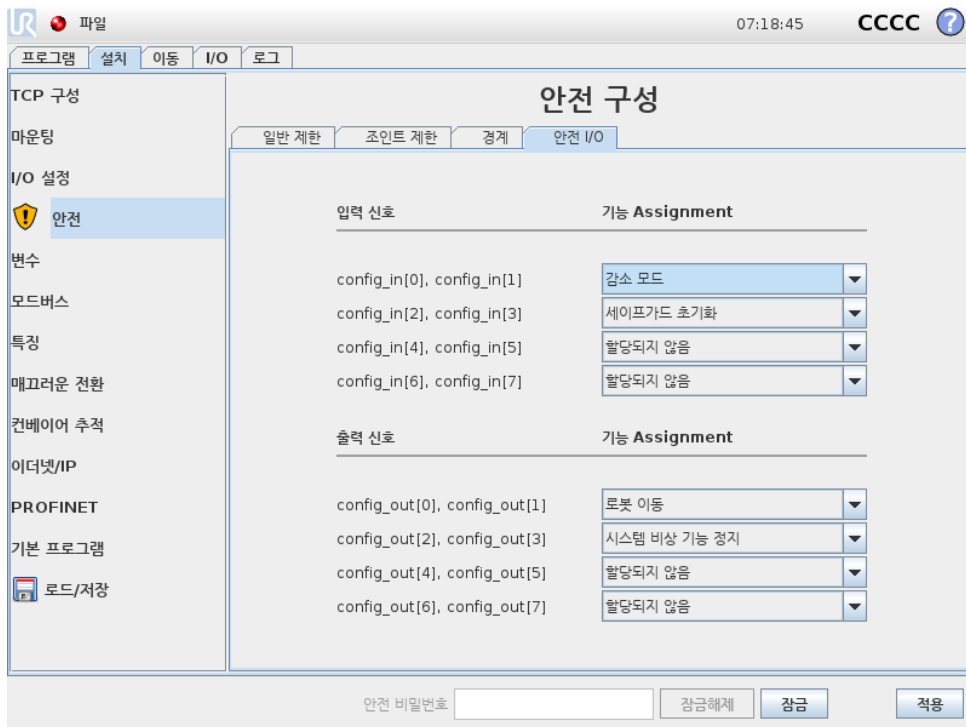 UR 파일 07:18:45 CCCC ?
프로그램 설치 이동 I/O 로그
TCP 구성
마운팅
I/O 설정
안전
변수
모드버스
특징
매끄러운 전환
컨베이어 추적
이더넷/IP
PROFINET
기본 프로그램
로드/저장
안전 구성
일반 제한 조인트 제한 경계 안전 I/O
입력 신호 기능 Assignment
config_in[0], config_in[1] 감소 모드
config_in[2], config_in[3] 세이프가드 초기화
config_in[4], config_in[5] 할당되지 않음
config_in[6], config_in[7] 할당되지 않음
출력 신호 기능 Assignment
config_out[0], config_out[1] 로봇 이동
config_out[2], config_out[3] 시스템 비상 기능 정지
config_out[4], config_out[5] 할당되지 않음
config_out[6], config_out[7] 할당되지 않음
안전 비밀번호 잠금해제 잠금 적용